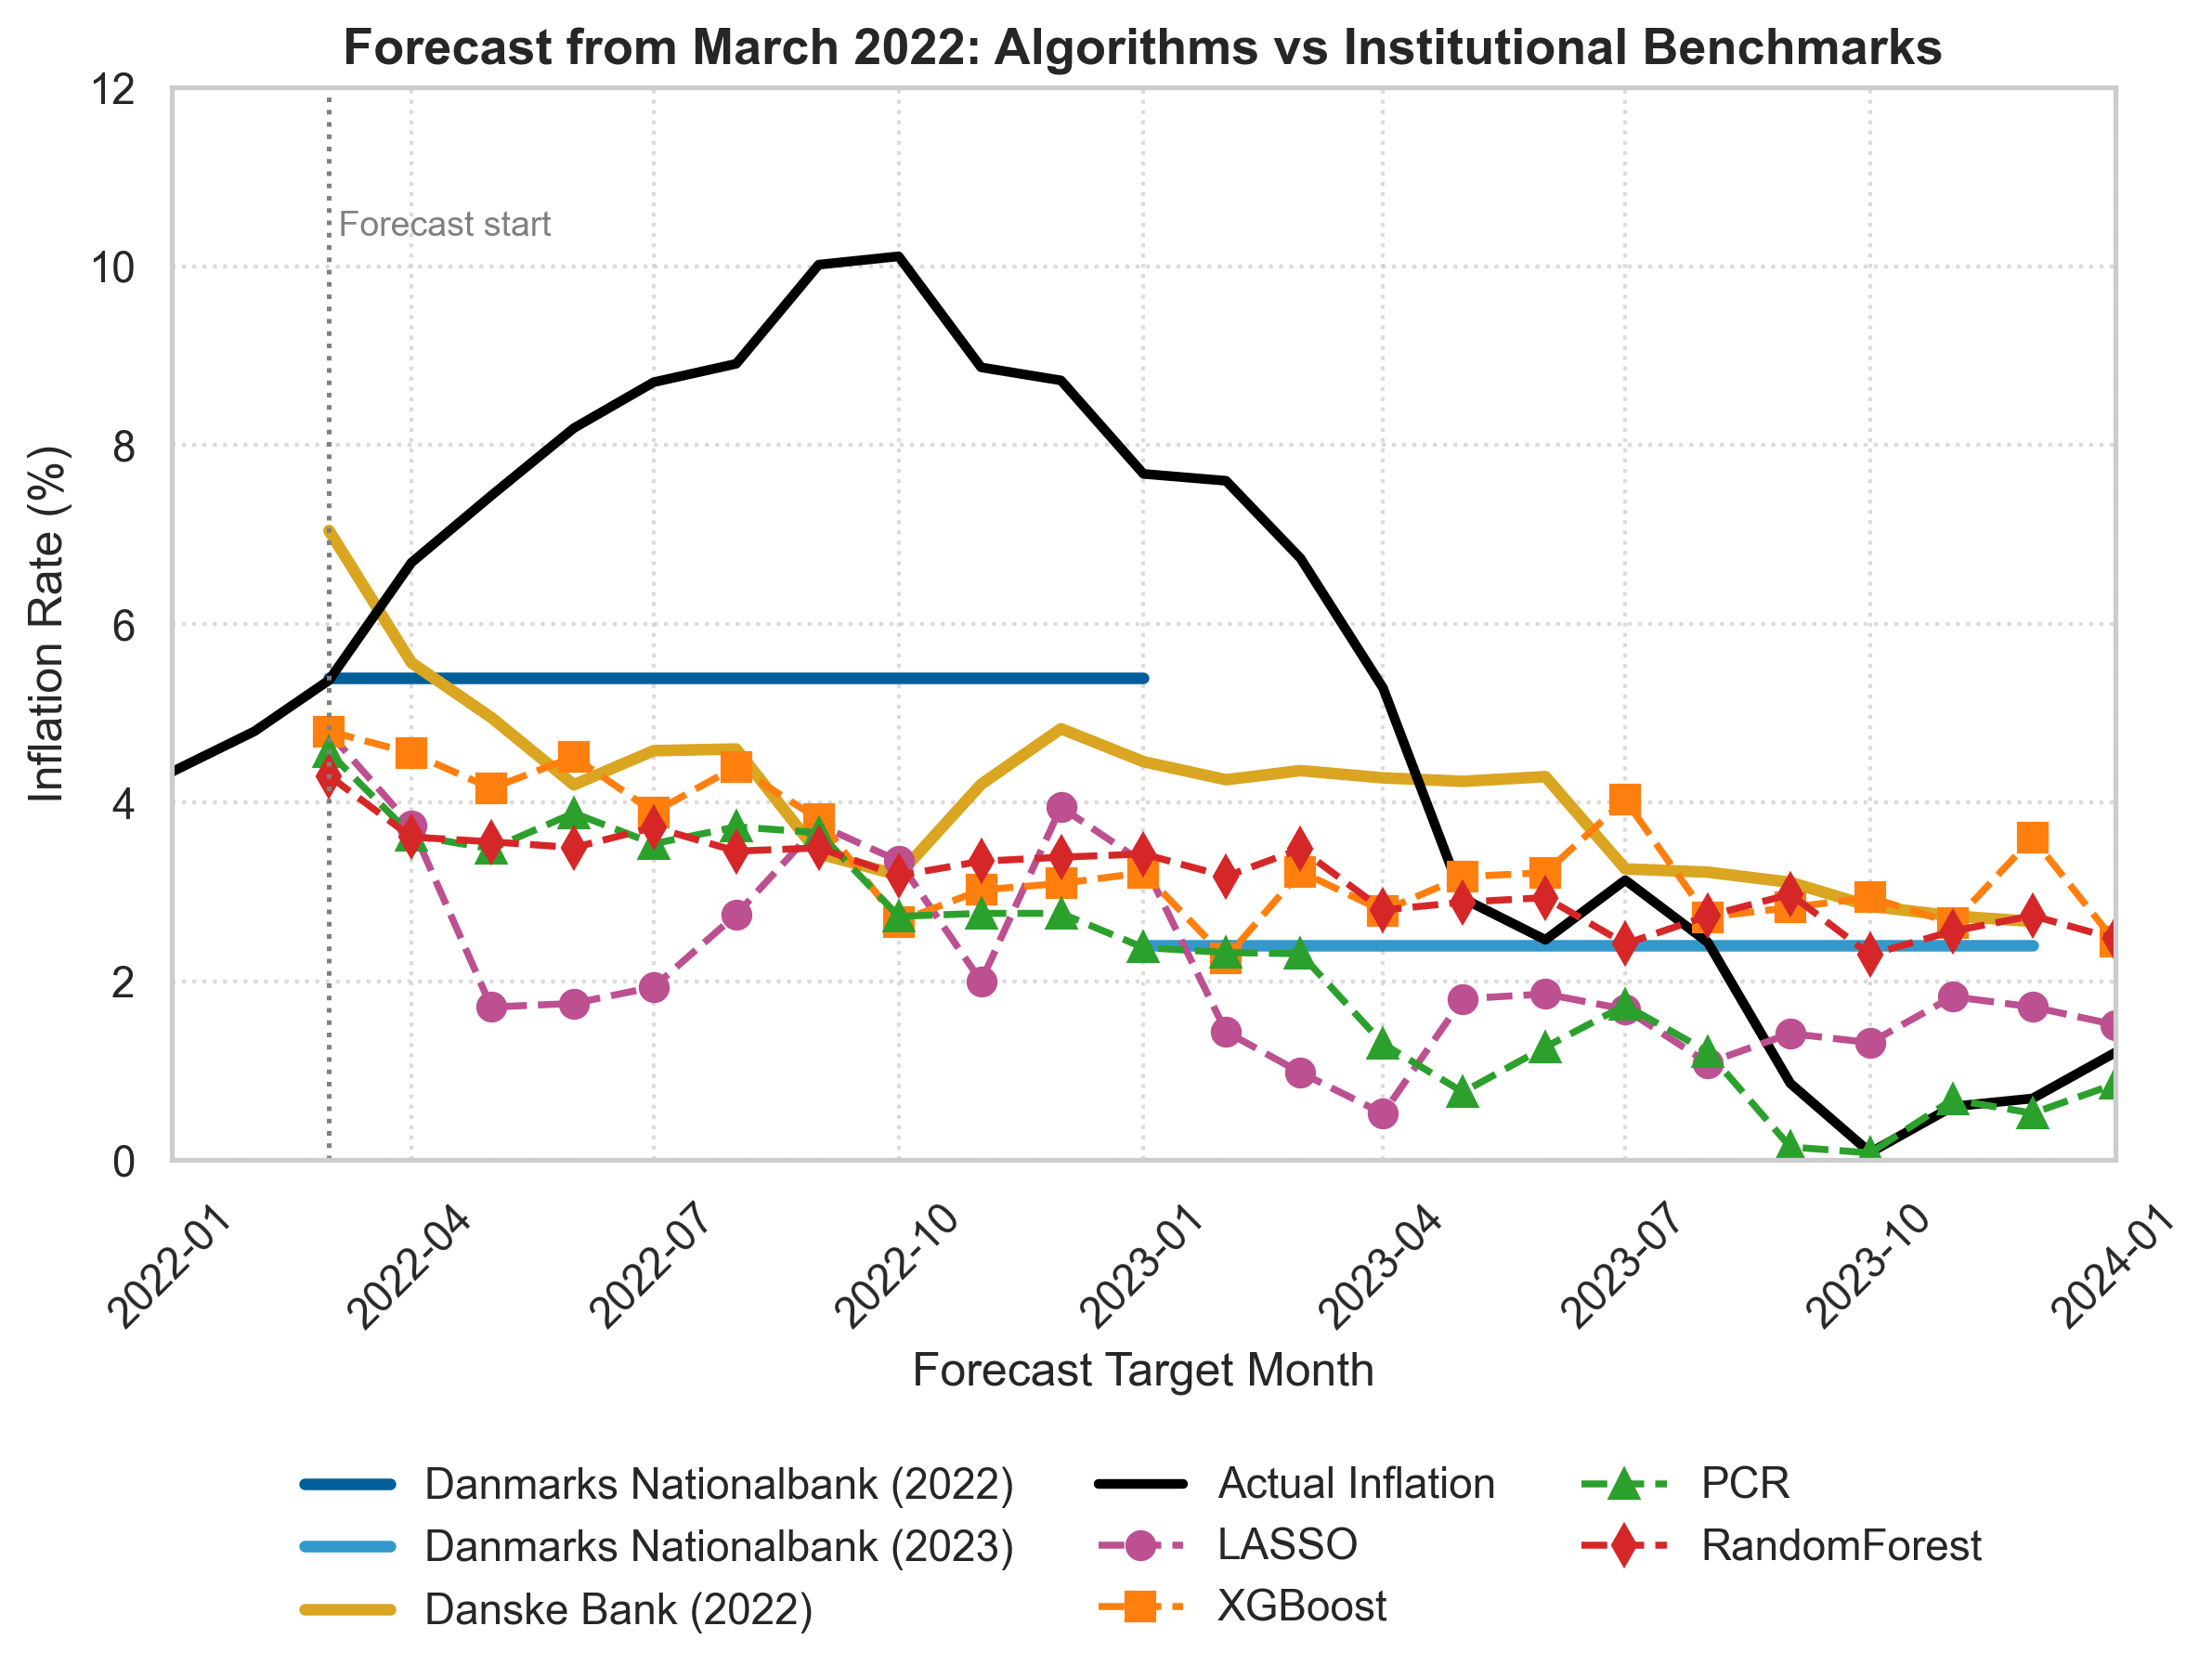 Forecast from March 2022: Algorithms vs Institutional Benchmarks
12
10
8
6
4
2
0
Inflation Rate (%)
Forecast start
2022-01
2022-04
2022-07
2022-10
2023-01
2023-04
2023-07
2023-10
2024-01
Forecast Target Month
Danmarks Nationalbank (2022)
Danmarks Nationalbank (2023)
Danske Bank (2022)
Actual Inflation
LASSO
XGBoost
PCR
RandomForest